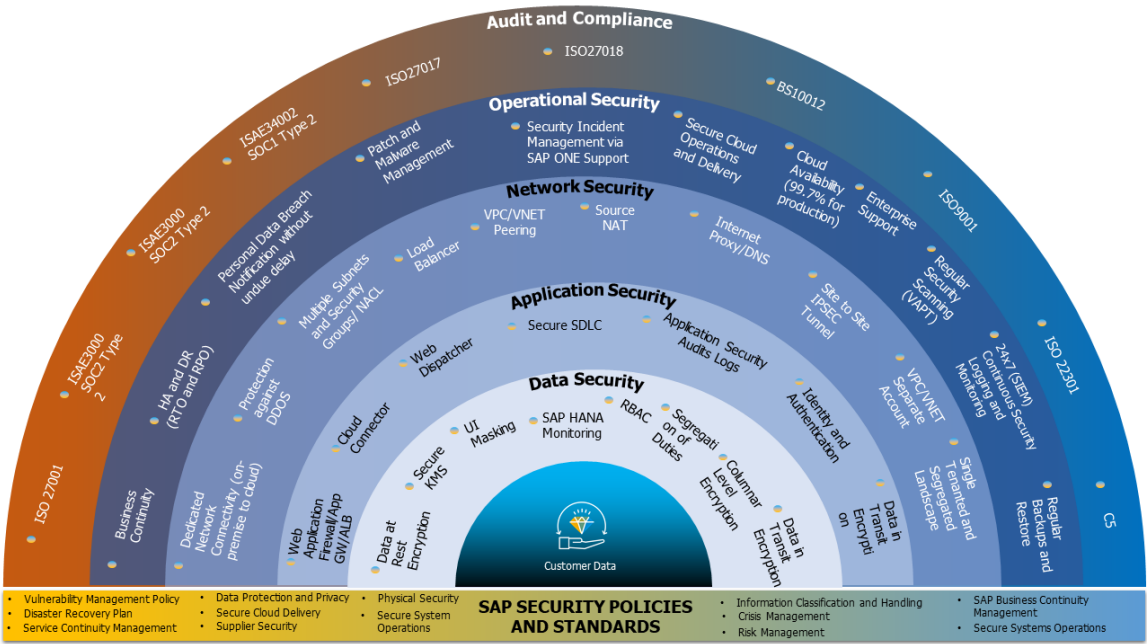 Audit and Compliance
ISO 27001
ISAE3000
SOC2 Type
2
ISAE3000
SOC2 Type 2
ISAE34002
SOC1 Type 2
ISO27017
ISO27018
BS10012
ISO9001
ISO 22301
C5
Operational Security
Business
Continuity
HA and DR
(RTO and RPO)
Personal Data Breach
Notification without
undue delay
Patch and
Malware
Management
Security Incident
Management via
SAP ONE Support
Secure Cloud
Operations
and Delivery
Cloud
Availability
(99.7% for
production)
Enterprise
Support
Regular
Security
Scanning
(VAPT)
24x7 (SIEM)
Continuous Security
Logging and
Monitoring
Regular
Backups and
Restore
Network Security
Dedicated
Network
Connectivity (on-
premise to cloud)
Protection
against
DDOS
Multiple Subnets
and Security
Groups/ NACL
Load
Balancer
VPC/VNET
Peering
Source
NAT
Internet
Proxy/DNS
Site to Site
IPSEC
Tunnel
VPC/VNET
Separate
Account
Single
Tenanted and
Segregated
Landscape
Application Security
Web
Application
Firewall/App
GW/ALB
Cloud
Connector
Web
Dispatcher
Secure SDLC
Application Security
Audits Logs
Identity and
Authentication
Data in
Transit
Encrypti
on
Data Security
Data at
Rest
Encryption
Secure
KMS
UI
Masking
SAP HANA
Monitoring
RBAC
Segregati
on of
Duties
Columnar
Level
Encryption
Data in
Transit
Encryption
Customer Data
• Vulnerability Management Policy
• Disaster Recovery Plan
• Service Continuity Management
• Data Protection and Privacy
• Secure Cloud Delivery
• Supplier Security
• Physical Security
• Secure System
Operations
SAP SECURITY POLICIES
AND STANDARDS
• Information Classification and Handling
• Crisis Management
• Risk Management
• SAP Business Continuity
Management
• Secure Systems Operations